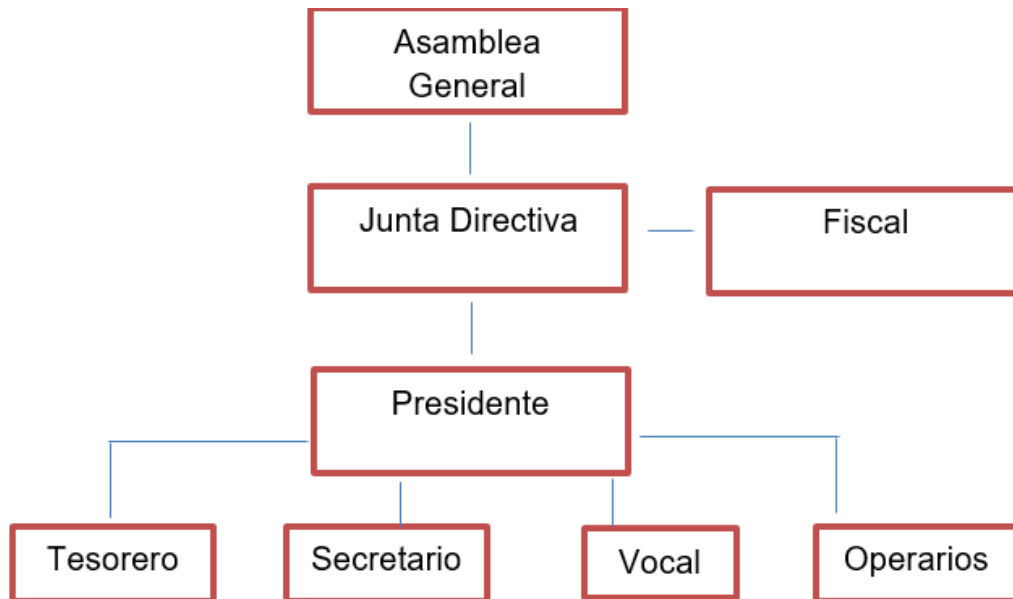 Asamblea
General
Junta Directiva
Fiscal
Presidente
Tesorero
Secretario
Vocal
Operarios